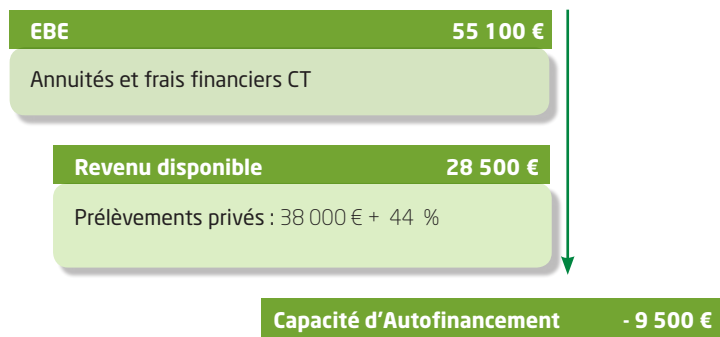 EBE 55 100 €
Annuités et frais financiers CT
Revenu disponible 28 500 €
Prélèvements privés : 38 000 € + 44 %
Capacité d'Autofinancement - 9 500 €